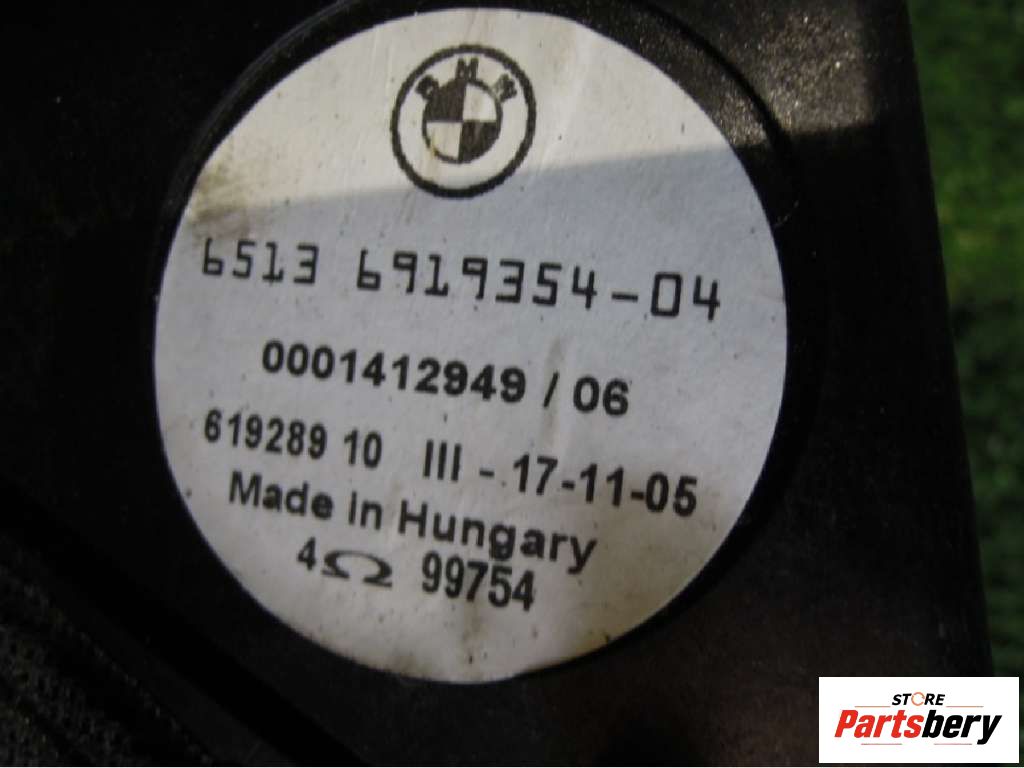 BMW
6513 6919354-04
0001412949 / 06
619289 10 III - 17-11-05
Made in Hungary
4Ω 99754
STORE
Partsbery